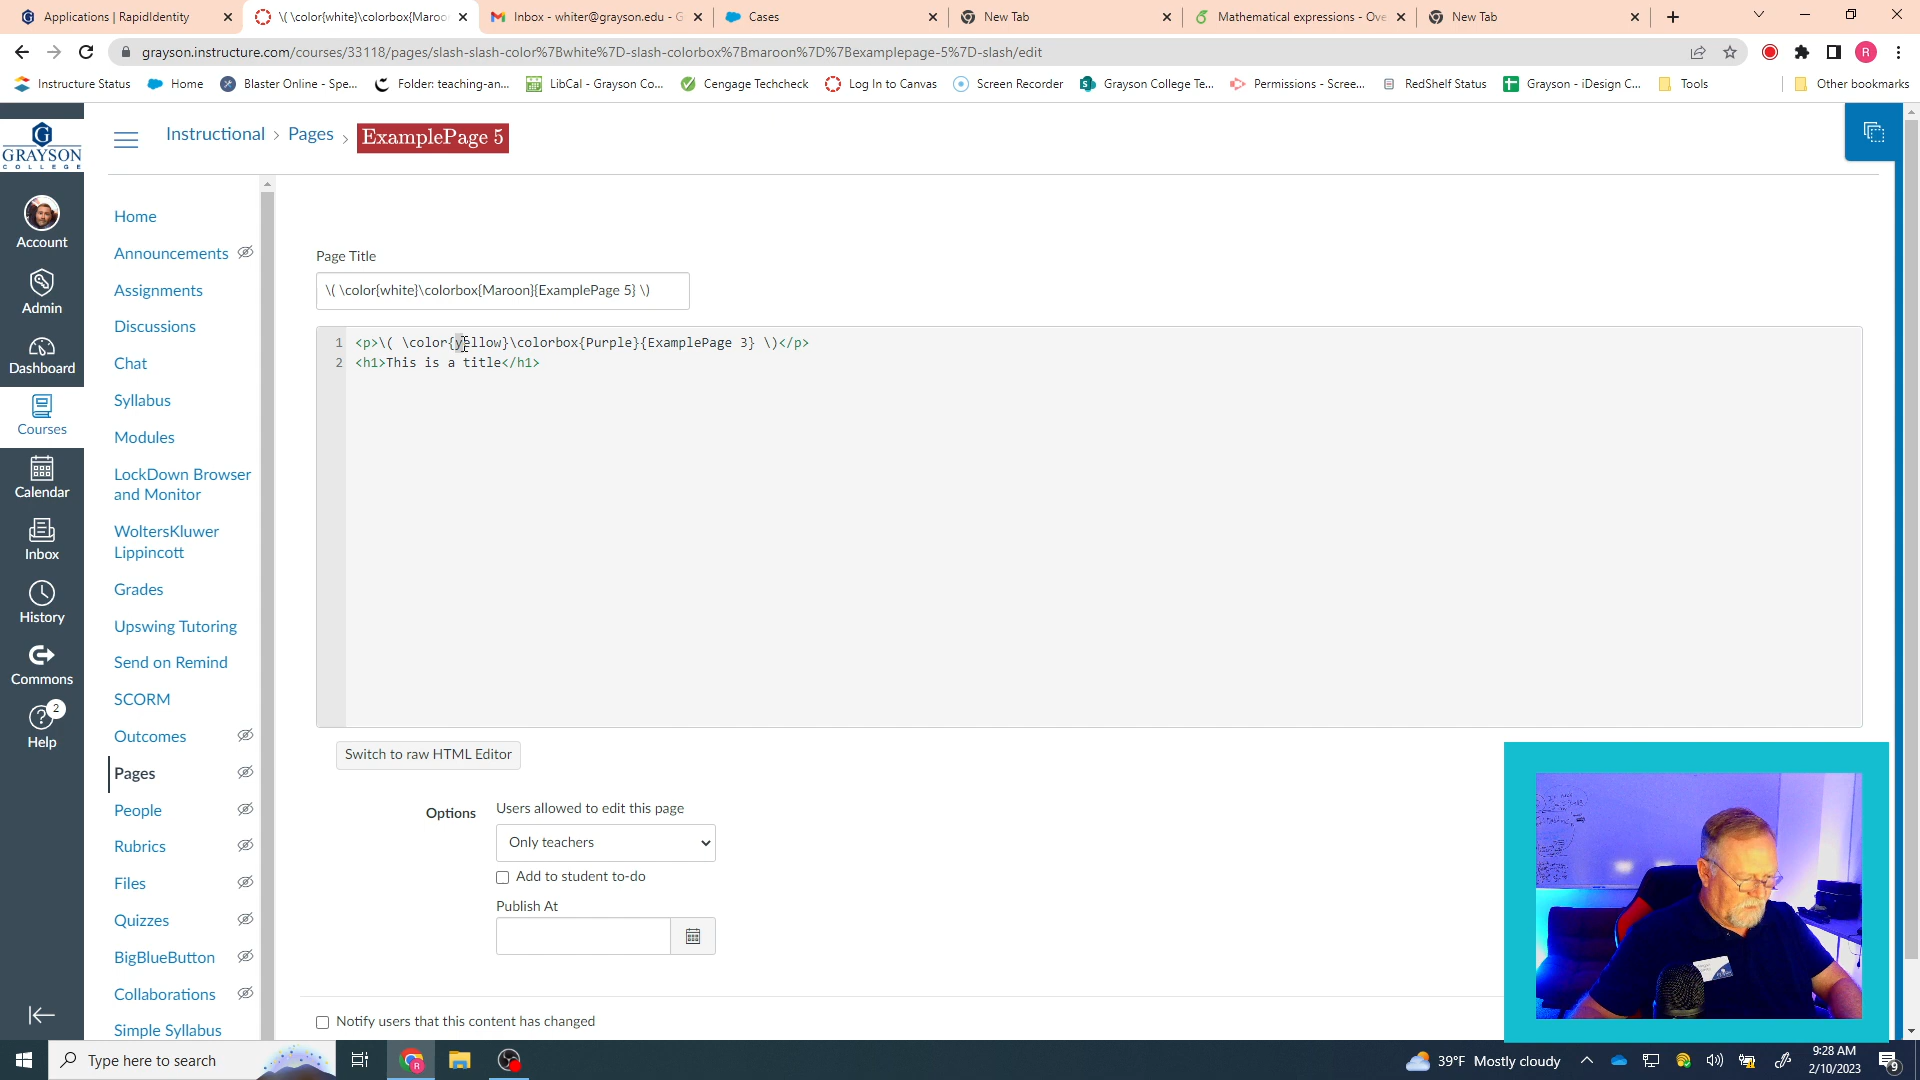 Applications | RapidIdentity
\( \color{white}\colorbox{Maroo
Inbox - whiter@grayson.edu - G
Cases
New Tab
Mathematical expressions - Ove
New Tab
grayson.instructure.com/courses/33118/pages/slash-slash-color%7Bwhite%7D-slash-colorbox%7Bmaroon%7D%7Bexamplepage-5%7D-slash/edit
R
Instructure Status
Home
Blaster Online - Spe...
Folder: teaching-an...
LibCal - Grayson Co...
Cengage Techcheck
Log In to Canvas
Screen Recorder
Grayson College Te...
Permissions - Scree...
RedShelf Status
Grayson - iDesign C...
Tools
Other bookmarks
G
GRAYSON
COLLEGE
Instructional › Pages › ExamplePage 5
Account
Admin
Dashboard
Courses
Calendar
Inbox
History
Commons
2
Help
Home
Announcements
Assignments
Discussions
Chat
Syllabus
Modules
LockDown Browser
and Monitor
WoltersKluwer
Lippincott
Grades
Upswing Tutoring
Send on Remind
SCORM
Outcomes
Pages
People
Rubrics
Files
Quizzes
BigBlueButton
Collaborations
Simple Syllabus
Page Title
\( \color{white}\colorbox{Maroon}{ExamplePage 5} \)
1 <p>\( \color{yellow}\colorbox{Purple}{ExamplePage 3} \)</p>
2 <h1>This is a title</h1>
Switch to raw HTML Editor
Options
Users allowed to edit this page
Only teachers
Add to student to-do
Publish At
Notify users that this content has changed
Type here to search
R
39°F Mostly cloudy
9:28 AM
2/10/2023
9